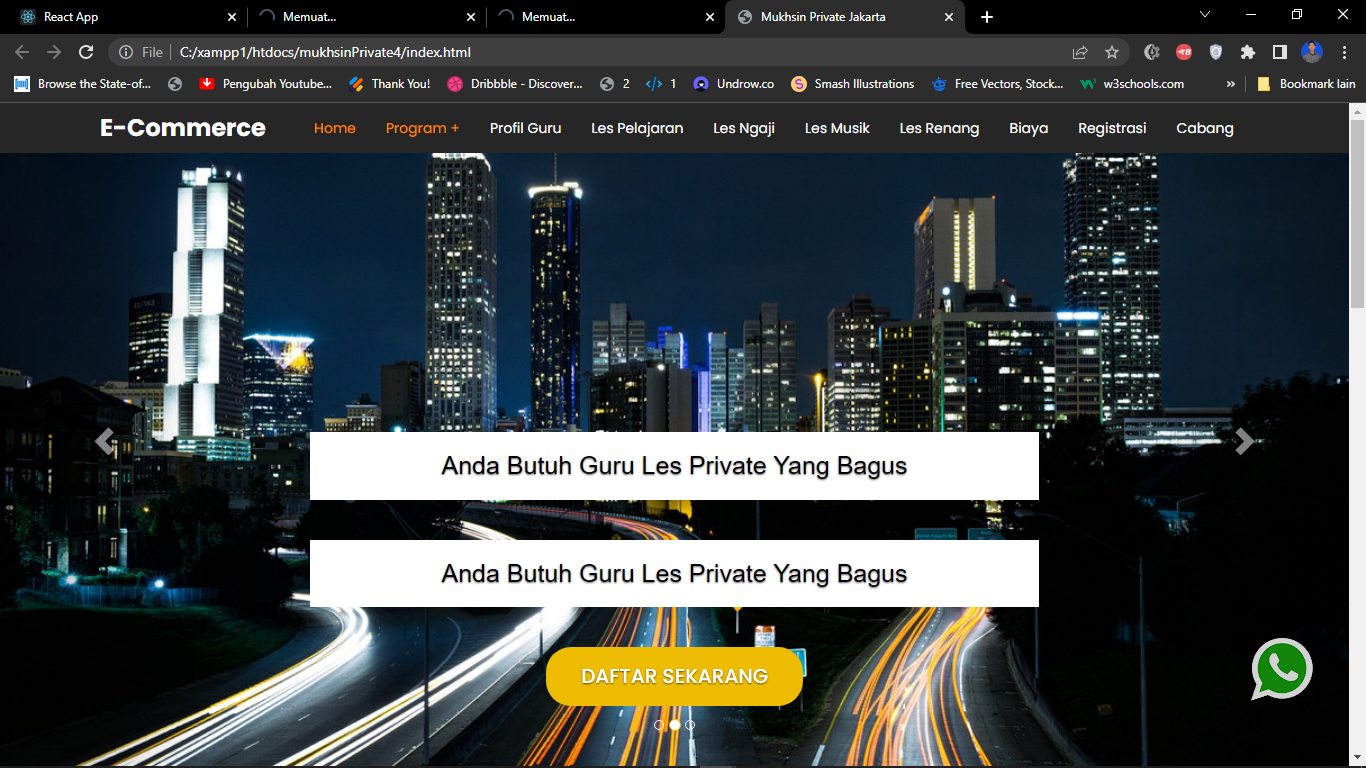 React App
Memuat...
Memuat...
Mukhsin Private Jakarta
File | C:/xampp1/htdocs/mukhsinPrivate4/index.html
Browse the State-of... Pengubah Youtube... Thank You! Dribbble - Discover... 2 </> 1 Undrow.co Smash Illustrations Free Vectors, Stock... w3schools.com » Bookmark lain
E-Commerce Home Program + Profil Guru Les Pelajaran Les Ngaji Les Musik Les Renang Biaya Registrasi Cabang
Anda Butuh Guru Les Private Yang Bagus
Anda Butuh Guru Les Private Yang Bagus
DAFTAR SEKARANG